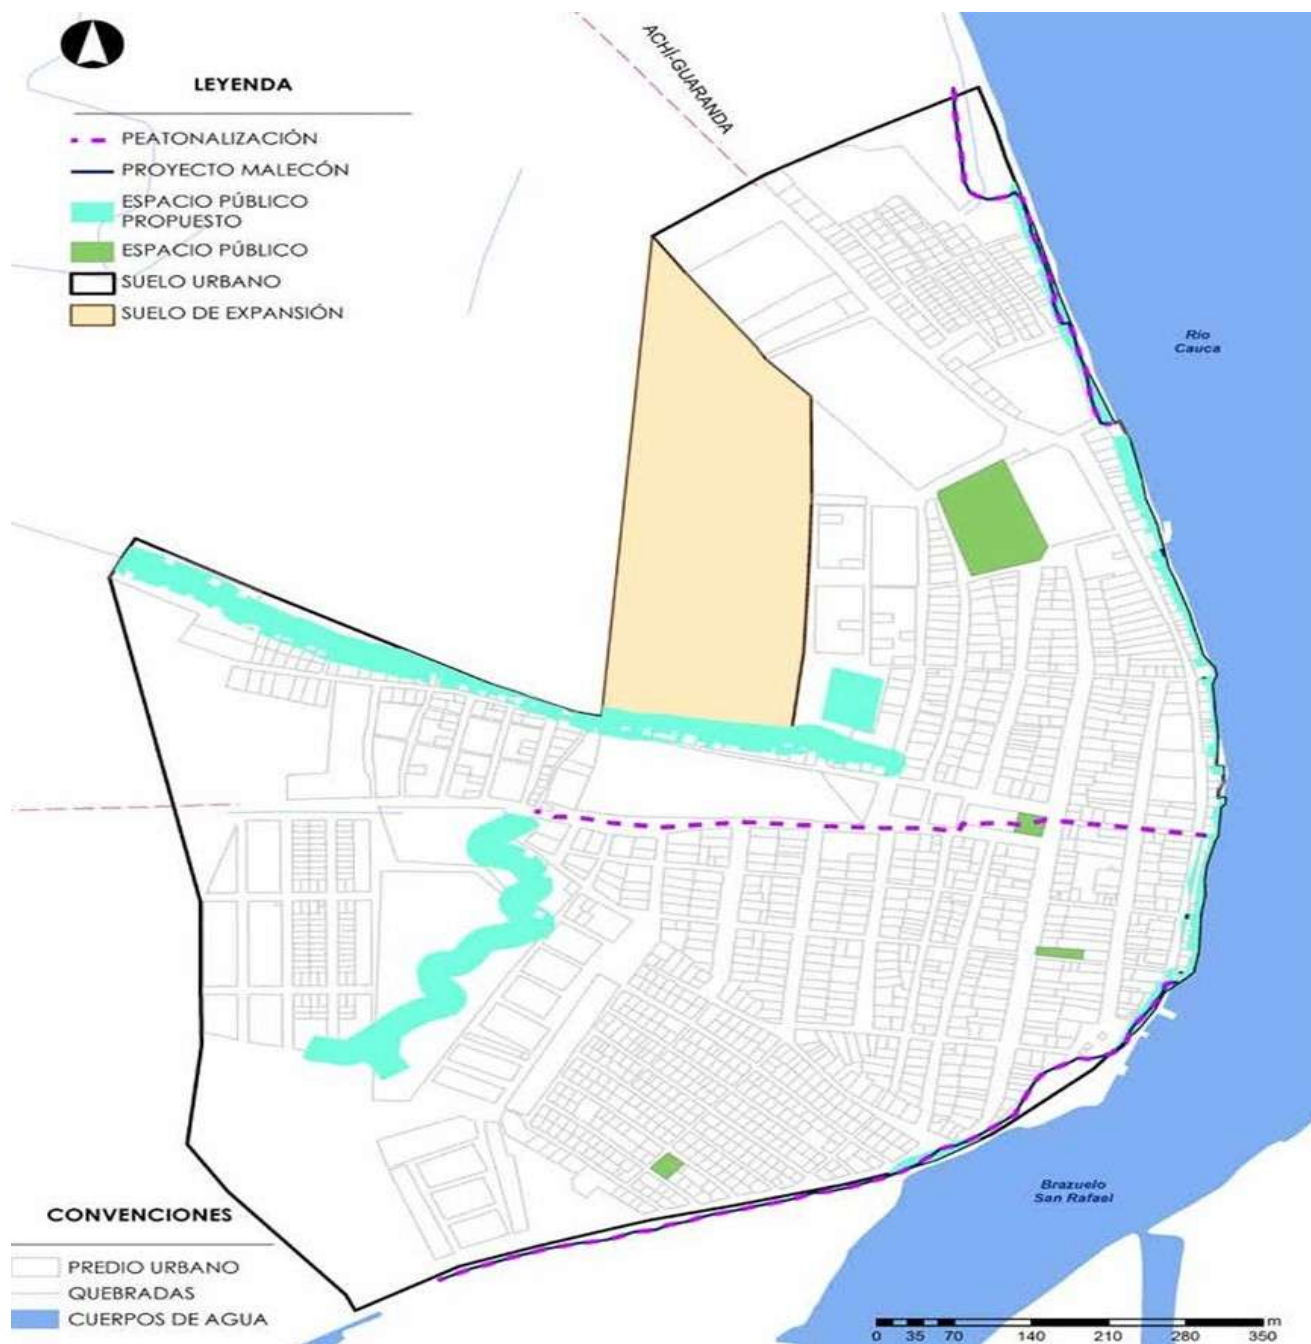 LEYENDA
PEATONALIZACIÓN
PROYECTO MALECÓN
ESPACIO PÚBLICO
PROPUESTO
ESPACIO PÚBLICO
SUELO URBANO
SUELO DE EXPANSIÓN
ACHÍ-GUARANDA
Río
Cauca
Brazuelo
San Rafael
CONVENCIONES
PREDIO URBANO
QUEBRADAS
CUERPOS DE AGUA
0 35 70 140 210 280 350 m